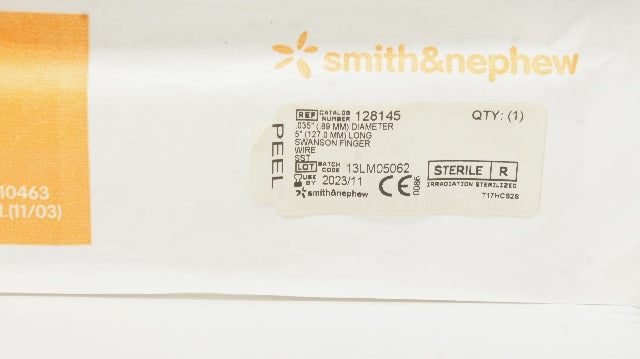 smith&nephew
REF CATALOG NUMBER 128145 QTY: (1)
.035" (.89 MM) DIAMETER
5" (127.0 MM) LONG
SWANSON FINGER
WIRE
SST
LOT BATCH CODE 13LM05062
USE BY 2023/11
smith&nephew
CE 0086
STERILE R
IRRADIATION STERILIZED
PEEL
10463
L(11/03)